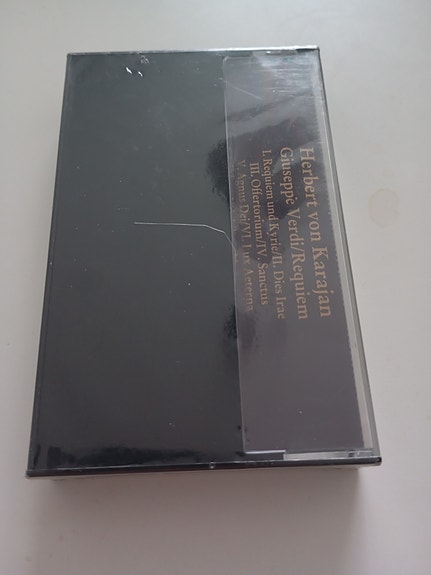 Herbert von Karajan
Giuseppe Verdi/Requiem
I. Requiem und Kyrie/II. Dies Irae
III. Offertorium/IV. Sanctus
V. Agnus Dei/VI. Lux Aeterna